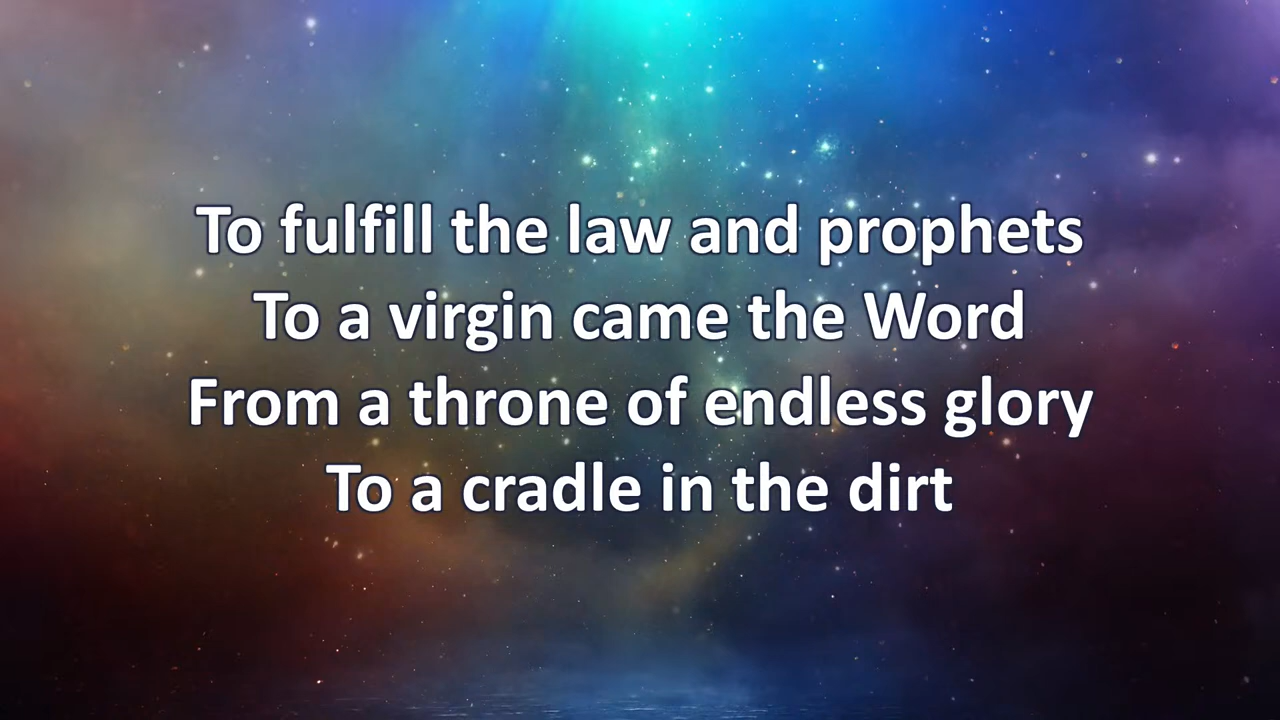 To fulfill the law and prophets
To a virgin came the Word
From a throne of endless glory
To a cradle in the dirt